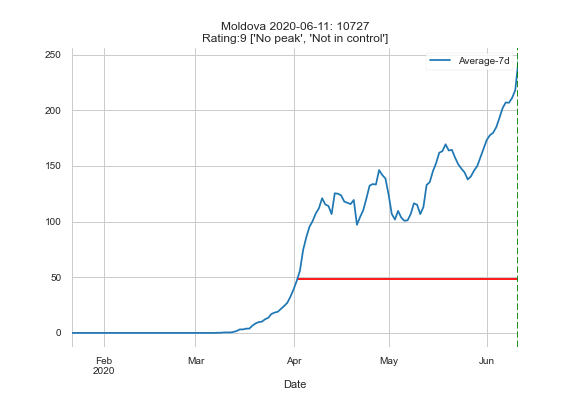 Moldova 2020-06-11: 10727
Rating:9 ['No peak', 'Not in control']
Average-7d
250
200
150
100
50
0
Feb
2020
Mar
Apr
May
Jun
Date